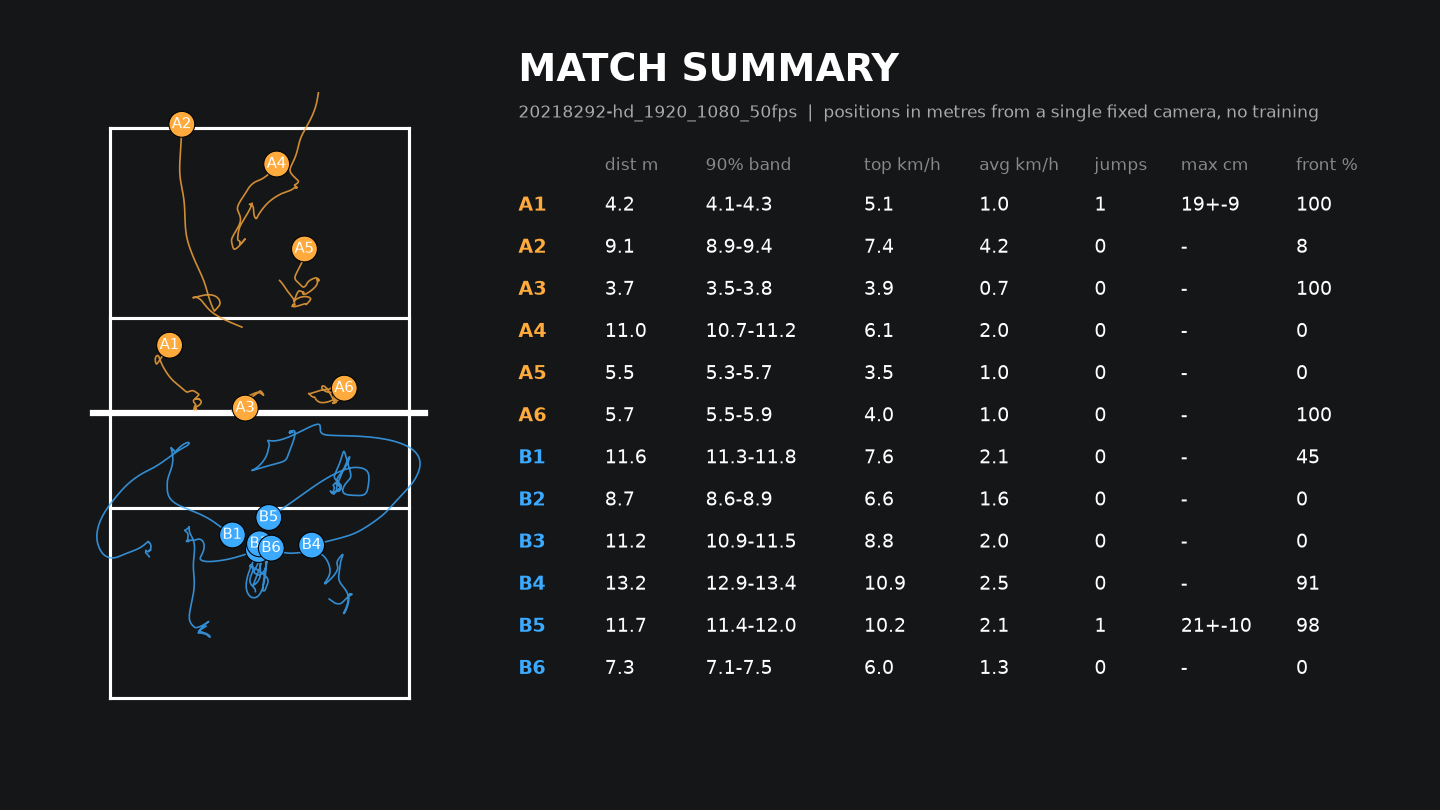 MATCH SUMMARY
20218292-hd_1920_1080_50fps | positions in metres from a single fixed camera, no training
dist m 90% band top km/h avg km/h jumps max cm front %
A1 4.2 4.1-4.3 5.1 1.0 1 19+-9 100
A2 9.1 8.9-9.4 7.4 4.2 0 - 8
A3 3.7 3.5-3.8 3.9 0.7 0 - 100
A4 11.0 10.7-11.2 6.1 2.0 0 - 0
A5 5.5 5.3-5.7 3.5 1.0 0 - 0
A6 5.7 5.5-5.9 4.0 1.0 0 - 100
B1 11.6 11.3-11.8 7.6 2.1 0 - 45
B2 8.7 8.6-8.9 6.6 1.6 0 - 0
B3 11.2 10.9-11.5 8.8 2.0 0 - 0
B4 13.2 12.9-13.4 10.9 2.5 0 - 91
B5 11.7 11.4-12.0 10.2 2.1 1 21+-10 98
B6 7.3 7.1-7.5 6.0 1.3 0 - 0
A2
A4
A5
A1
A6
A3
B5
B1
B6
B4